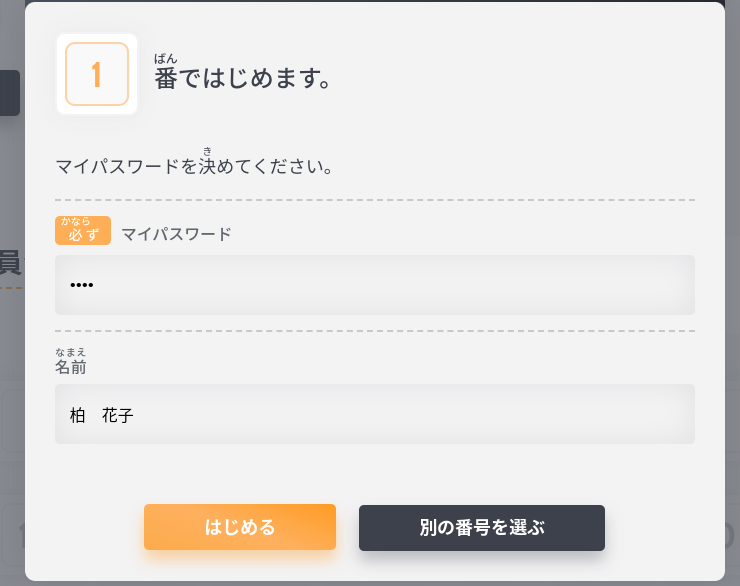 ばん
1 番ではじめます。
き
マイパスワードを決めてください。
かなら
必ず マイパスワード
••••
なまえ
名前
柏　花子
はじめる 別の番号を選ぶ
員